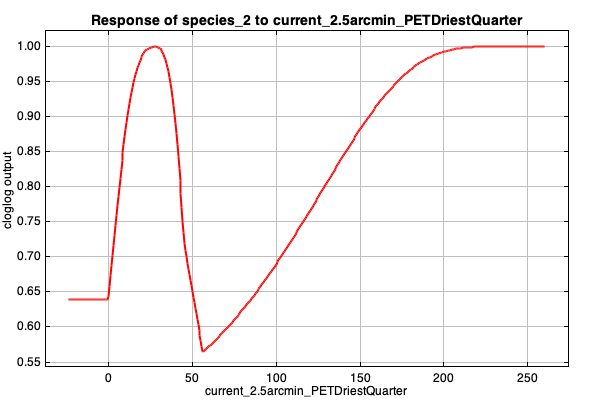 Response of species_2 to current_2.5arcmin_PETDriestQuarter
1.00
0.95
0.90
0.85
0.80
0.75
0.70
0.65
0.60
0.55
cloglog output
0 50 100 150 200 250
current_2.5arcmin_PETDriestQuarter